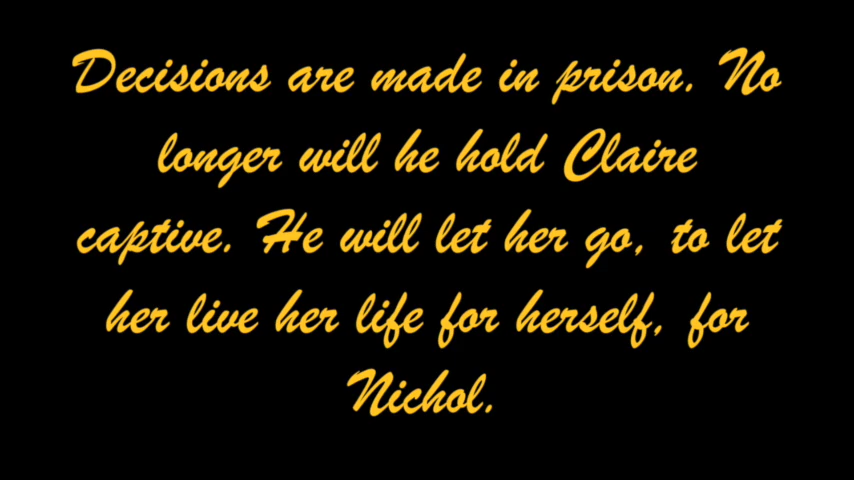 Decisions are made in prison. No
longer will he hold Claire
captive. He will let her go, to let
her live her life for herself, for
Nichol.